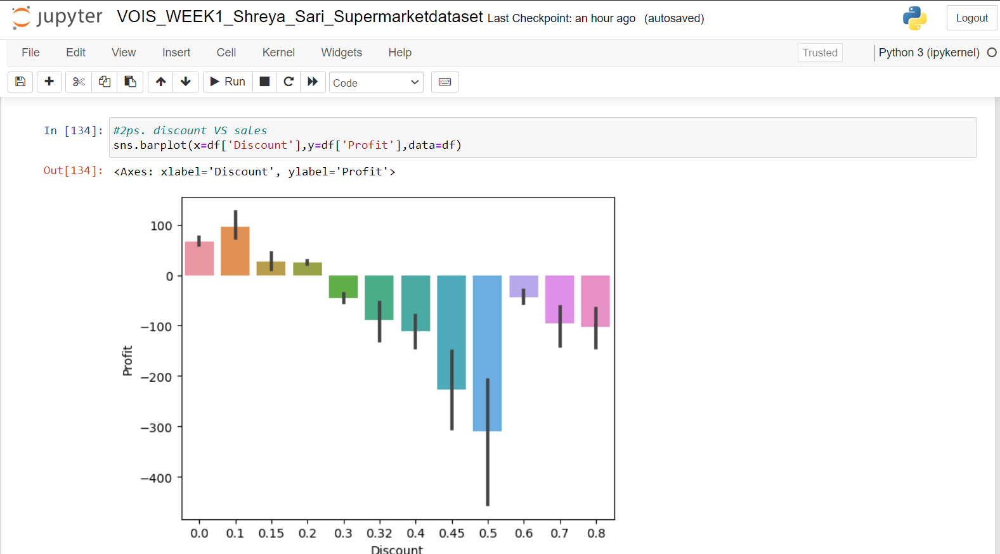 jupyter VOIS_WEEK1_Shreya_Sari_Supermarketdataset Last Checkpoint: an hour ago (autosaved) Logout
File Edit View Insert Cell Kernel Widgets Help Trusted Python 3 (ipykernel)
Run Code
In [134]: #2ps. discount VS sales
sns.barplot(x=df['Discount'],y=df['Profit'],data=df)
Out[134]: <Axes: xlabel='Discount', ylabel='Profit'>
100
0
−100
−200
−300
−400
Profit
0.0 0.1 0.15 0.2 0.3 0.32 0.4 0.45 0.5 0.6 0.7 0.8
Discount